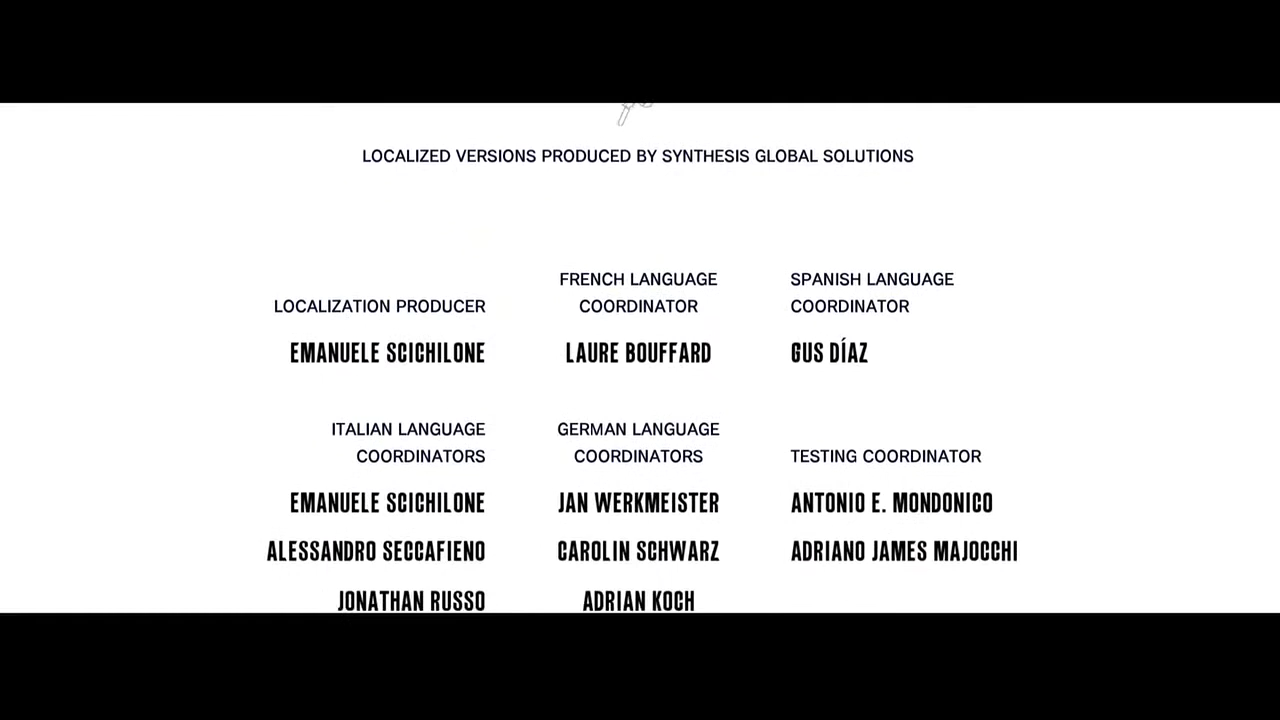 LOCALIZED VERSIONS PRODUCED BY SYNTHESIS GLOBAL SOLUTIONS
LOCALIZATION PRODUCER
EMANUELE SCICHILONE
FRENCH LANGUAGE
COORDINATOR
LAURE BOUFFARD
SPANISH LANGUAGE
COORDINATOR
GUS DÍAZ
ITALIAN LANGUAGE
COORDINATORS
EMANUELE SCICHILONE
ALESSANDRO SECCAFIENO
JONATHAN RUSSO
GERMAN LANGUAGE
COORDINATORS
JAN WERKMEISTER
CAROLIN SCHWARZ
ADRIAN KOCH
TESTING COORDINATOR
ANTONIO E. MONDONICO
ADRIANO JAMES MAJOCCHI